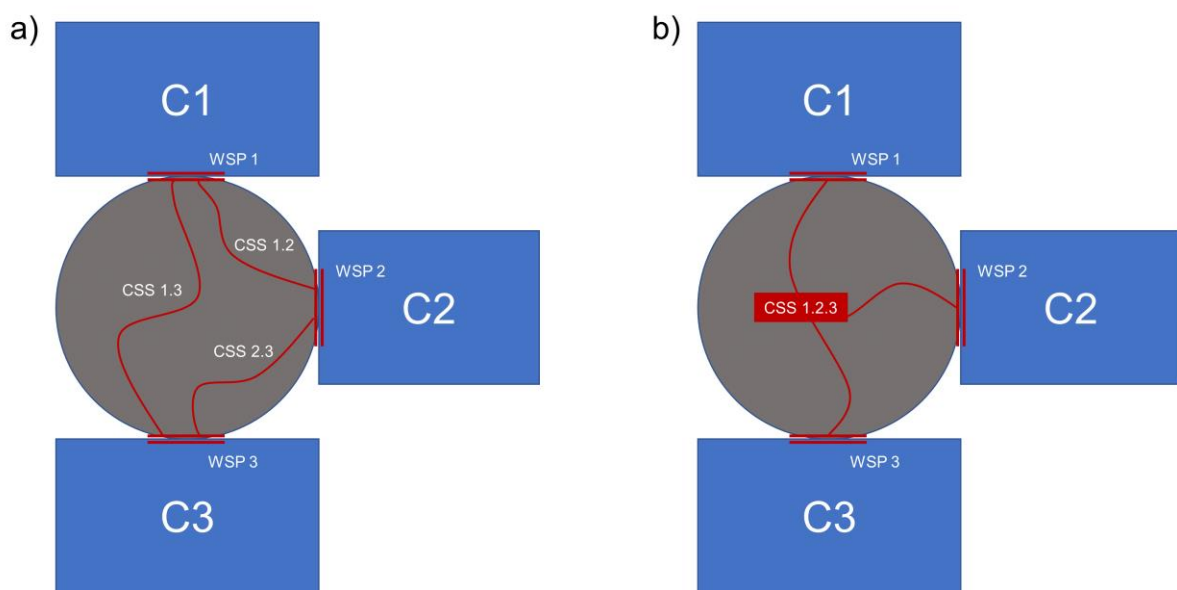 a)
C1
WSP 1
CSS 1.2
WSP 2
CSS 1.3
C2
CSS 2.3
WSP 3
C3
b)
C1
WSP 1
WSP 2
CSS 1.2.3
C2
WSP 3
C3